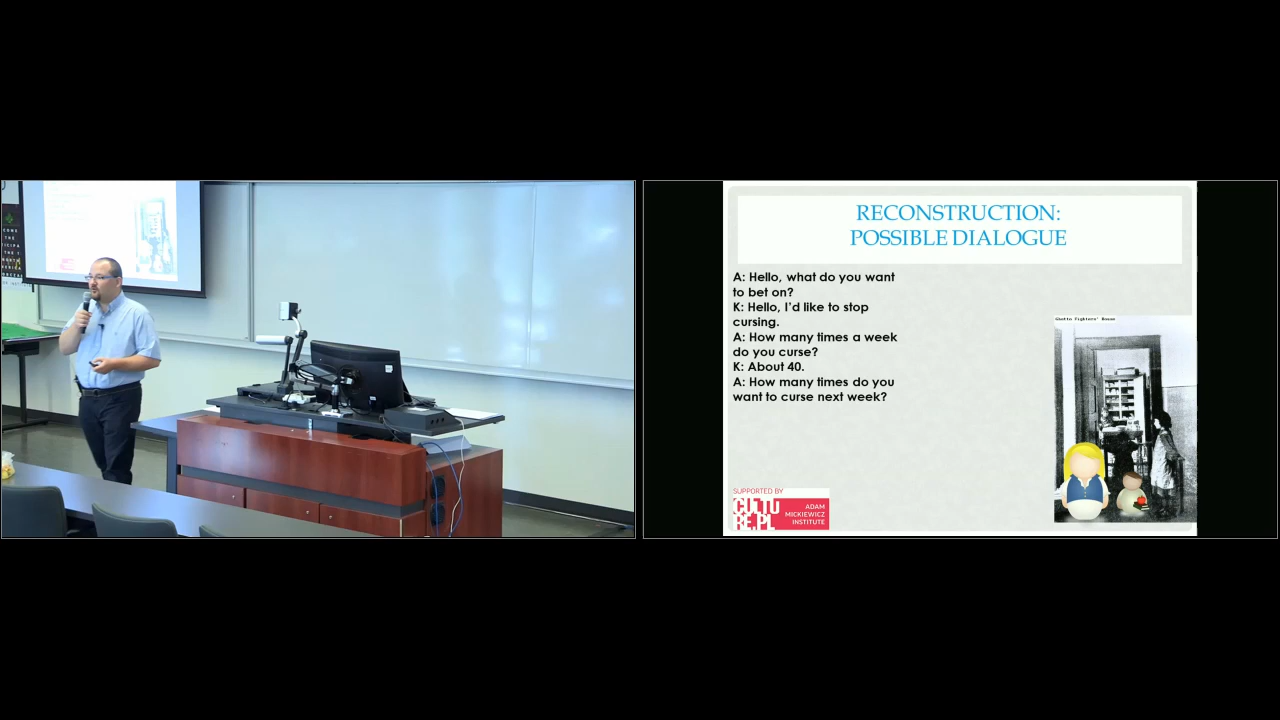 RECONSTRUCTION:
POSSIBLE DIALOGUE
A: Hello, what do you want
to bet on?
K: Hello, I'd like to stop
cursing.
A: How many times a week
do you curse?
K: About 40.
A: How many times do you
want to curse next week?
Ghetto Fighters' House
SUPPORTED BY
CULTU
RE.PL
ADAM
MICKIEWICZ
INSTITUTE